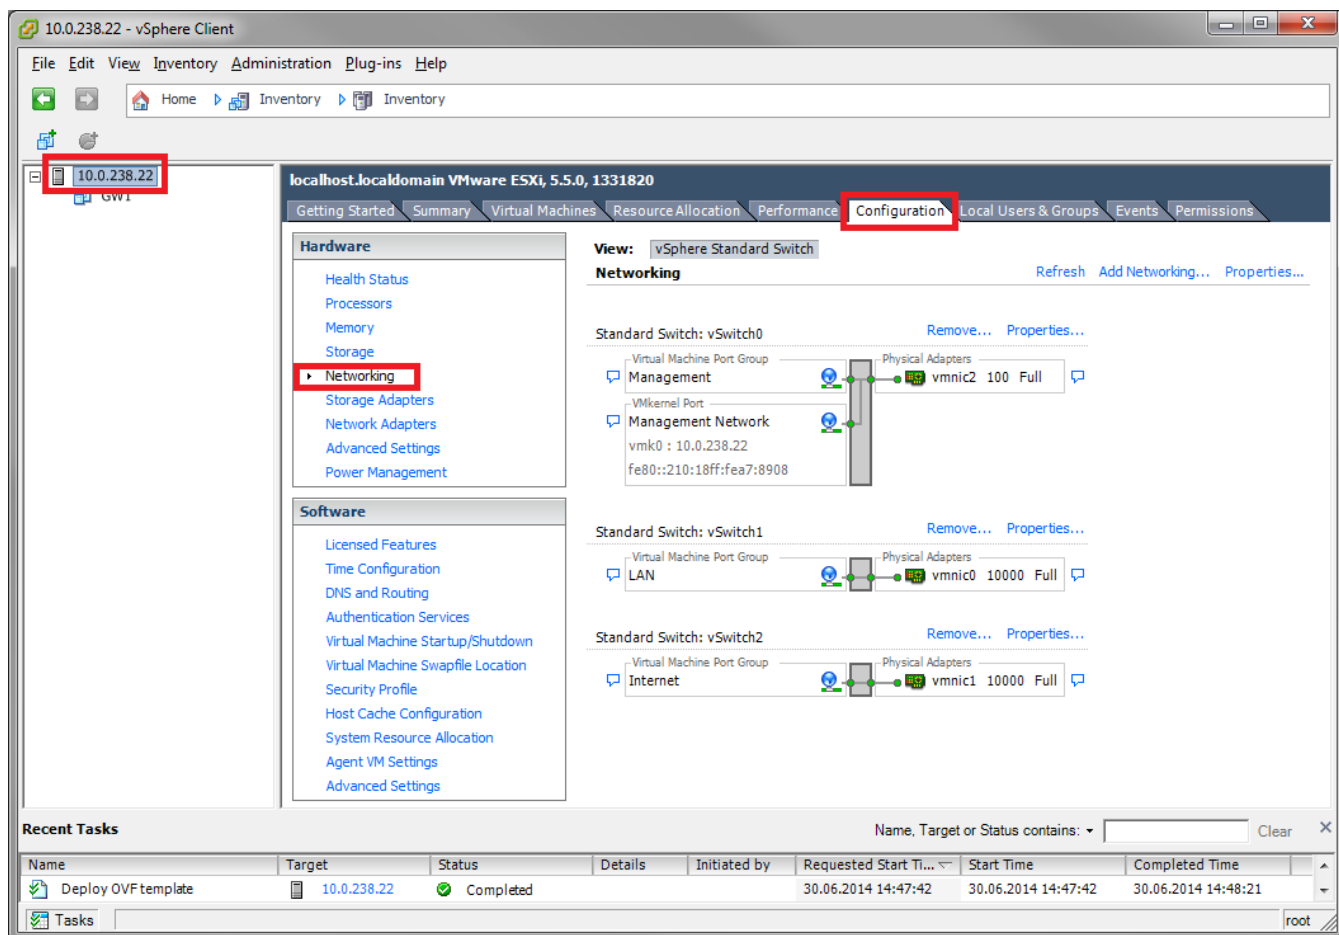 10.0.238.22 - vSphere Client
File Edit View Inventory Administration Plug-ins Help
Home Inventory Inventory
10.0.238.22
GW1
localhost.localdomain VMware ESXi, 5.5.0, 1331820
Getting Started Summary Virtual Machines Resource Allocation Performance Configuration Local Users & Groups Events Permissions
Hardware
Health Status
Processors
Memory
Storage
Networking
Storage Adapters
Network Adapters
Advanced Settings
Power Management
Software
Licensed Features
Time Configuration
DNS and Routing
Authentication Services
Virtual Machine Startup/Shutdown
Virtual Machine Swapfile Location
Security Profile
Host Cache Configuration
System Resource Allocation
Agent VM Settings
Advanced Settings
View: vSphere Standard Switch
Networking Refresh Add Networking... Properties...
Standard Switch: vSwitch0 Remove... Properties...
Virtual Machine Port Group Physical Adapters
Management vmnic2 100 Full
VMkernel Port
Management Network
vmk0 : 10.0.238.22
fe80::210:18ff:fea7:8908
Standard Switch: vSwitch1 Remove... Properties...
Virtual Machine Port Group Physical Adapters
LAN vmnic0 10000 Full
Standard Switch: vSwitch2 Remove... Properties...
Virtual Machine Port Group Physical Adapters
Internet vmnic1 10000 Full
Recent Tasks Name, Target or Status contains: Clear
Name Target Status Details Initiated by Requested Start Ti... Start Time Completed Time
Deploy OVF template 10.0.238.22 Completed 30.06.2014 14:47:42 30.06.2014 14:47:42 30.06.2014 14:48:21
Tasks root